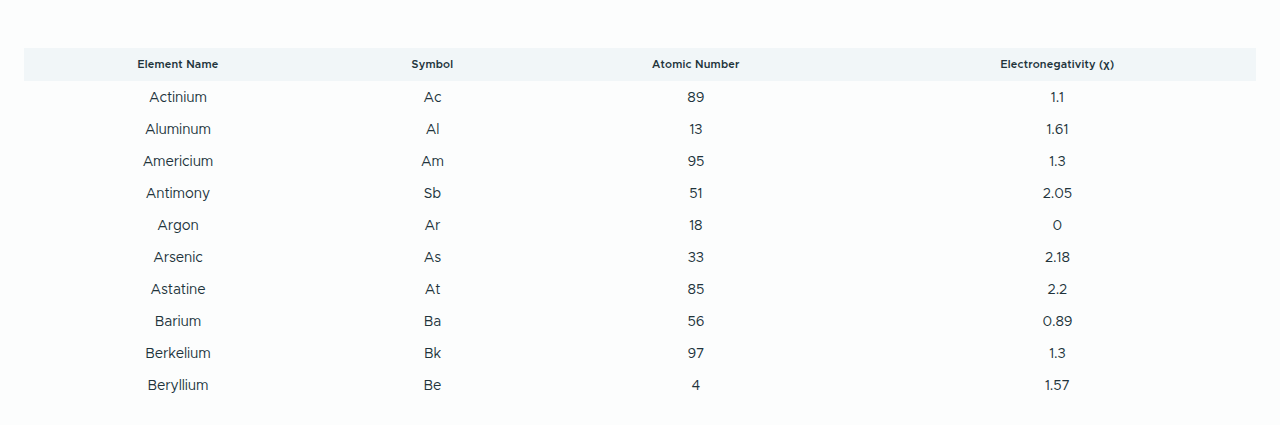 Element Name Symbol Atomic Number Electronegativity (χ)
Actinium Ac 89 1.1
Aluminum Al 13 1.61
Americium Am 95 1.3
Antimony Sb 51 2.05
Argon Ar 18 0
Arsenic As 33 2.18
Astatine At 85 2.2
Barium Ba 56 0.89
Berkelium Bk 97 1.3
Beryllium Be 4 1.57